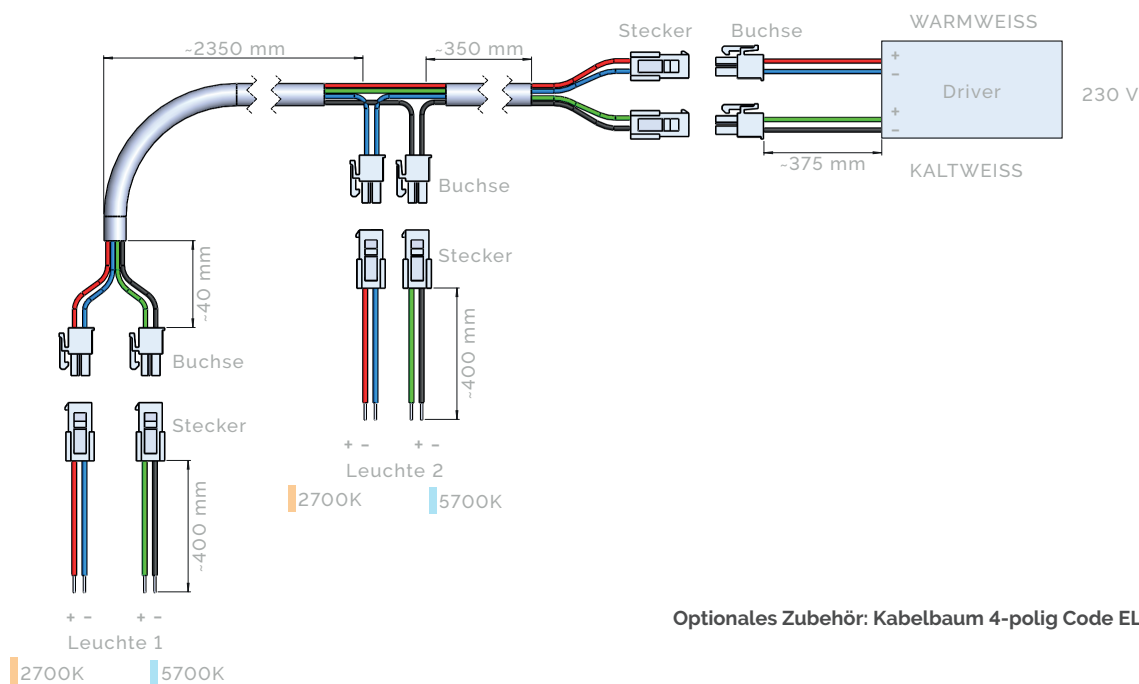 WARMWEISS
Stecker
Buchse
~2350 mm
~350 mm
+
−
Driver
230 V
+
−
~375 mm
KALTWEISS
Buchse
Stecker
~40 mm
~400 mm
Buchse
Stecker
+ − + −
Leuchte 2
2700K
5700K
~400 mm
+ − + −
Leuchte 1
2700K
5700K
Optionales Zubehör: Kabelbaum 4-polig Code EL